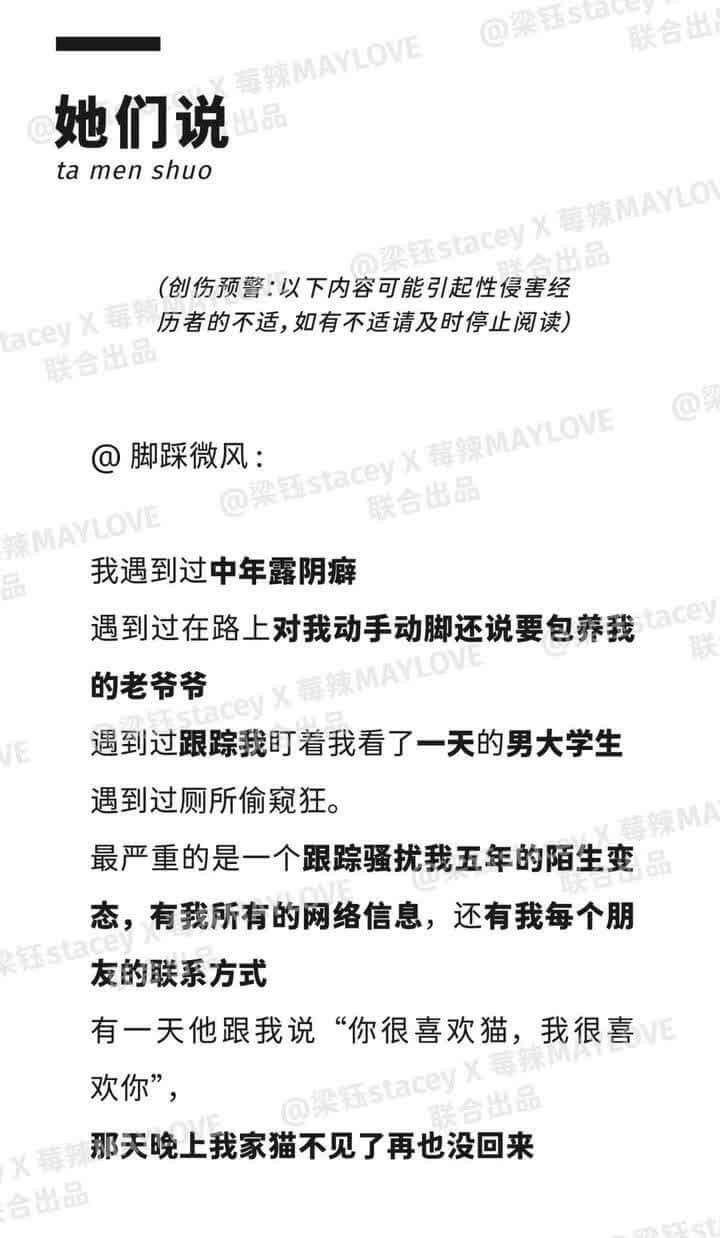 她们说
ta men shuo
（创伤预警：以下内容可能引起性侵害经
历者的不适，如有不适请及时停止阅读）
@ 脚踩微风：
我遇到过中年露阴癖
遇到过在路上对我动手动脚还说要包养我
的老爷爷
遇到过跟踪我盯着我看了一天的男大学生
遇到过厕所偷窥狂。
最严重的是一个跟踪骚扰我五年的陌生变
态，有我所有的网络信息，还有我每个朋
友的联系方式
有一天他跟我说“你很喜欢猫，我很喜
欢你”，
那天晚上我家猫不见了再也没回来
@梁钰stacey X 莓辣MAYLOVE
联合出品